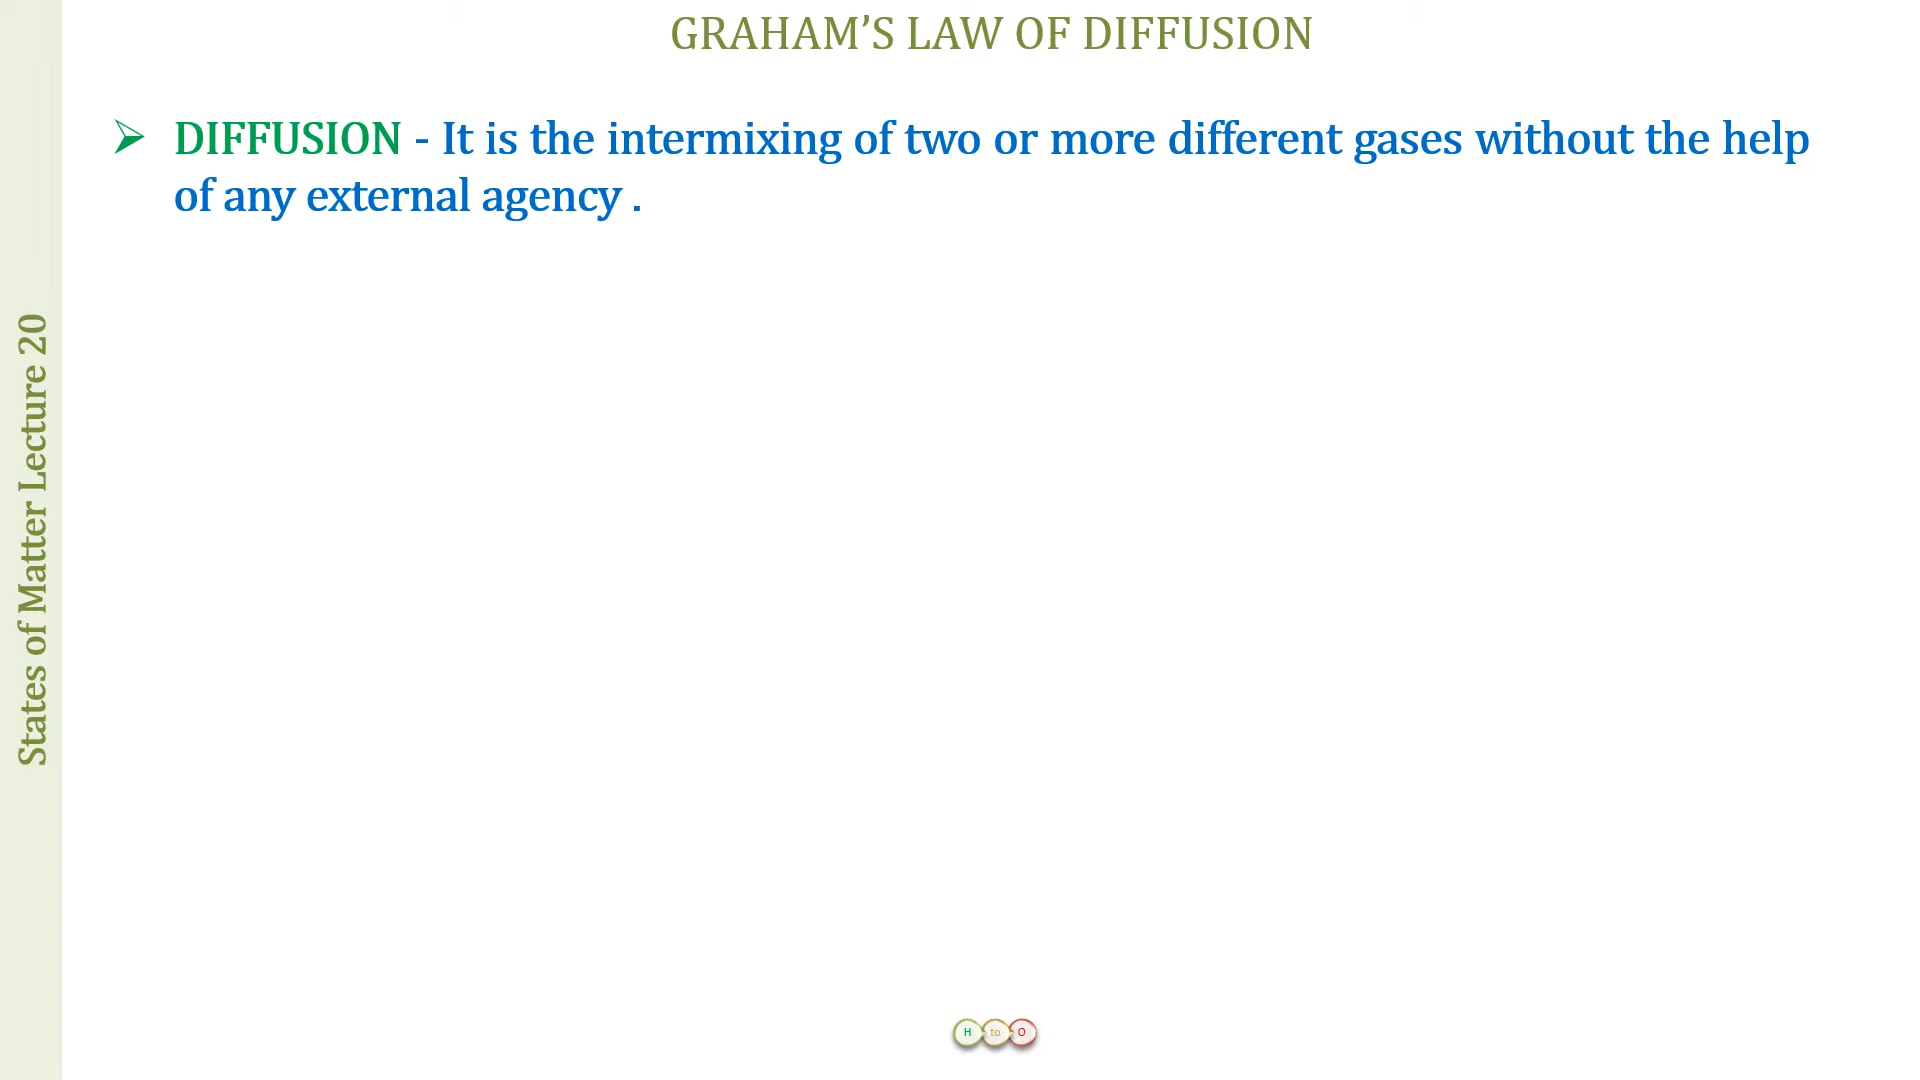 GRAHAM’S LAW OF DIFFUSION
➢ DIFFUSION - It is the intermixing of two or more different gases without the help
of any external agency .
States of Matter Lecture 20
H to O